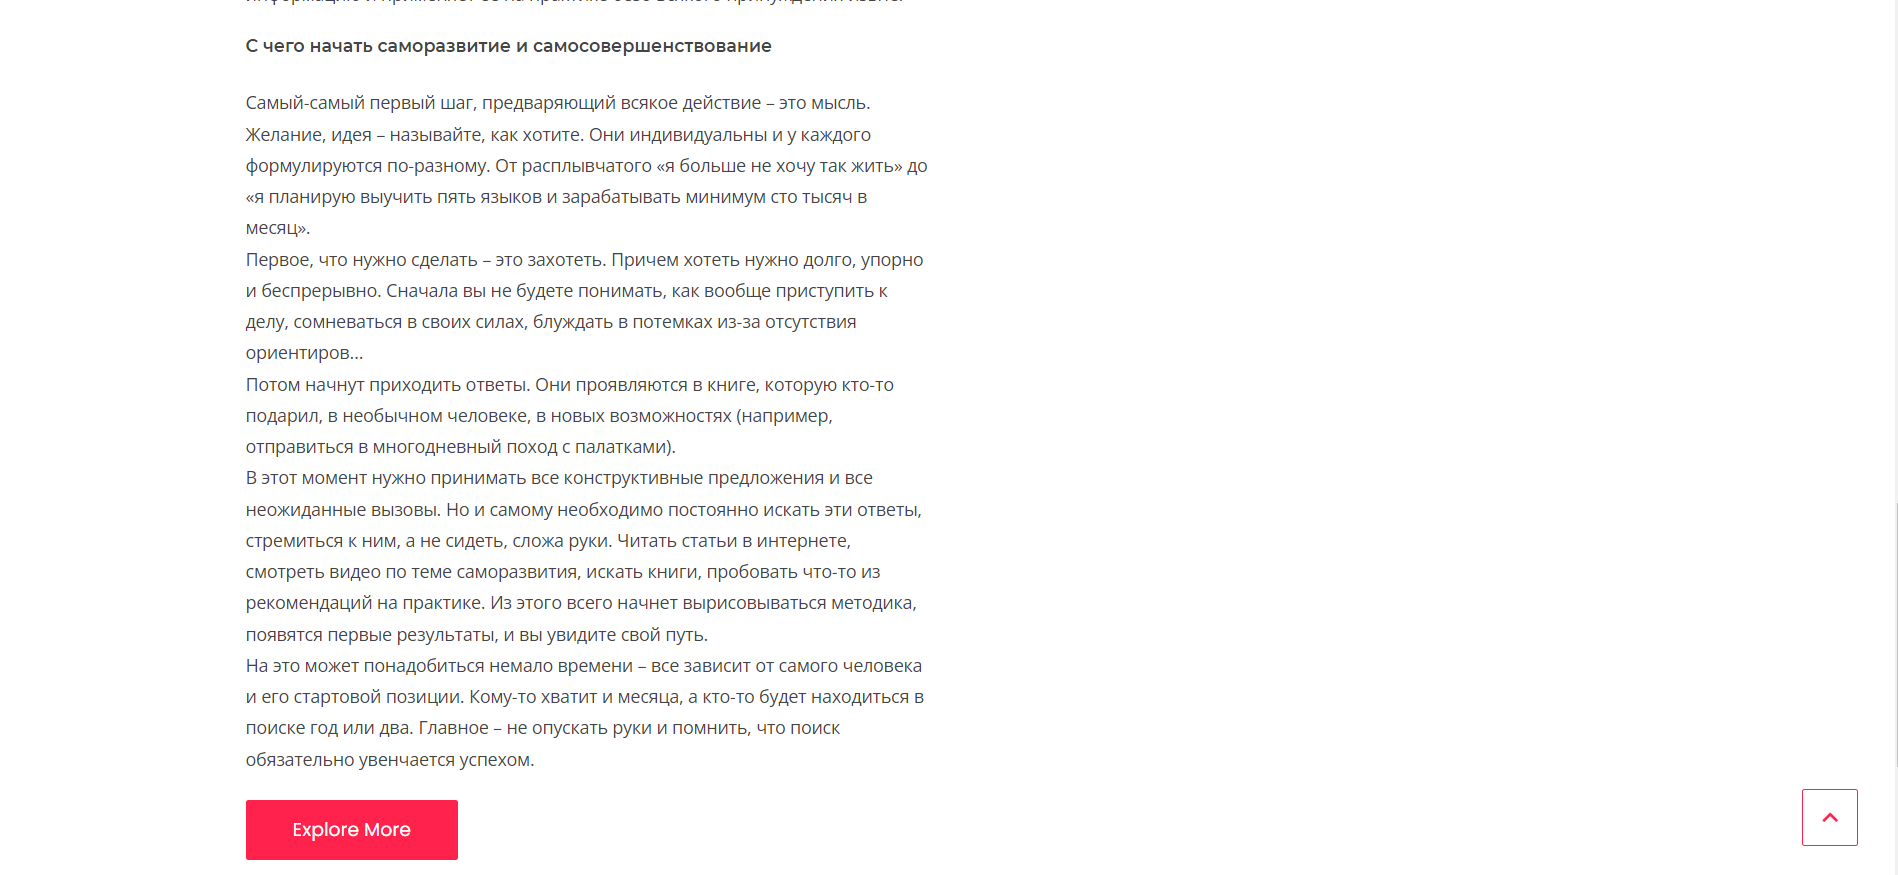 С чего начать саморазвитие и самосовершенствование
Самый-самый первый шаг, предваряющий всякое действие – это мысль.
Желание, идея – называйте, как хотите. Они индивидуальны и у каждого
формулируются по-разному. От расплывчатого «я больше не хочу так жить» до
«я планирую выучить пять языков и зарабатывать минимум сто тысяч в
месяц».
Первое, что нужно сделать – это захотеть. Причем хотеть нужно долго, упорно
и беспрерывно. Сначала вы не будете понимать, как вообще приступить к
делу, сомневаться в своих силах, блуждать в потемках из-за отсутствия
ориентиров…
Потом начнут приходить ответы. Они проявляются в книге, которую кто-то
подарил, в необычном человеке, в новых возможностях (например,
отправиться в многодневный поход с палатками).
В этот момент нужно принимать все конструктивные предложения и все
неожиданные вызовы. Но и самому необходимо постоянно искать эти ответы,
стремиться к ним, а не сидеть, сложа руки. Читать статьи в интернете,
смотреть видео по теме саморазвития, искать книги, пробовать что-то из
рекомендаций на практике. Из этого всего начнет вырисовываться методика,
появятся первые результаты, и вы увидите свой путь.
На это может понадобиться немало времени – все зависит от самого человека
и его стартовой позиции. Кому-то хватит и месяца, а кто-то будет находиться в
поиске год или два. Главное – не опускать руки и помнить, что поиск
обязательно увенчается успехом.
Explore More